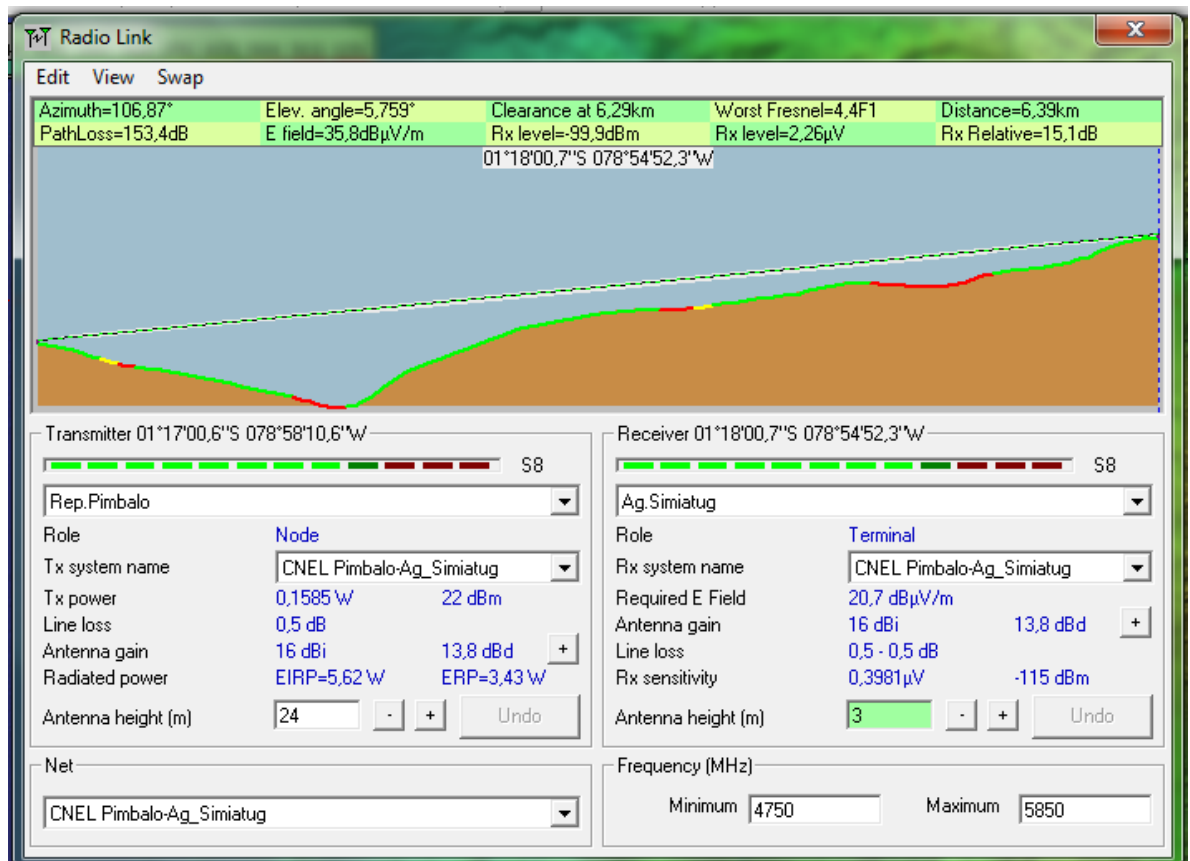 Radio Link
Edit View Swap
Azimuth=106,87° Elev. angle=5,759° Clearance at 6,29km Worst Fresnel=4,4F1 Distance=6,39km
PathLoss=153,4dB E field=35,8dBµV/m Rx level=-99,9dBm Rx level=2,26µV Rx Relative=15,1dB
01°18'00,7"S 078°54'52,3"W
Transmitter 01°17'00,6"S 078°58'10,6"W
S8
Rep.Pimbalo
Role Node
Tx system name CNEL Pimbalo-Ag_Simiatug
Tx power 0,1585 W 22 dBm
Line loss 0,5 dB
Antenna gain 16 dBi 13,8 dBd +
Radiated power EIRP=5,62 W ERP=3,43 W
Antenna height (m) 24 - + Undo
Net
CNEL Pimbalo-Ag_Simiatug
Receiver 01°18'00,7"S 078°54'52,3"W
S8
Ag.Simiatug
Role Terminal
Rx system name CNEL Pimbalo-Ag_Simiatug
Required E Field 20,7 dBµV/m
Antenna gain 16 dBi 13,8 dBd +
Line loss 0,5 - 0,5 dB
Rx sensitivity 0,3981µV -115 dBm
Antenna height (m) 3 - + Undo
Frequency (MHz)
Minimum 4750 Maximum 5850